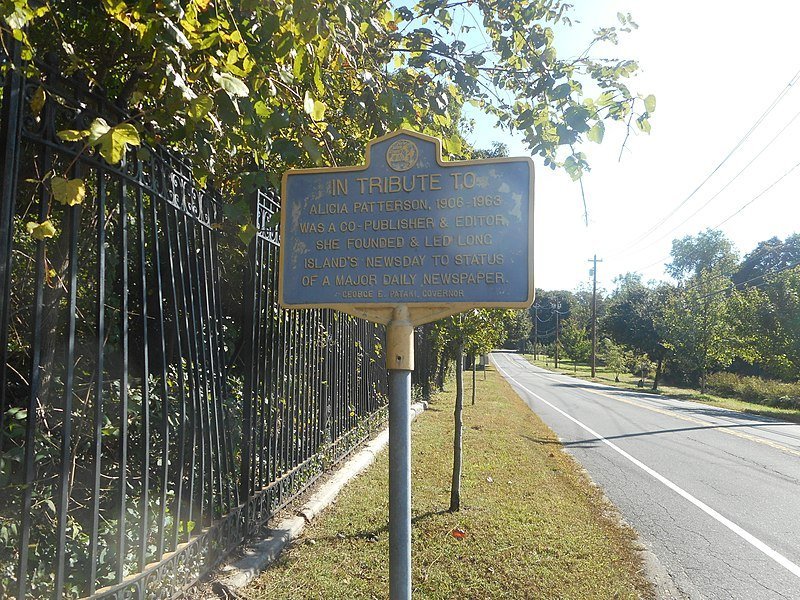 IN TRIBUTE TO
ALICIA PATTERSON, 1906-1963
WAS A CO-PUBLISHER & EDITOR,
SHE FOUNDED & LED LONG
ISLAND'S NEWSDAY TO STATUS
OF A MAJOR DAILY NEWSPAPER.
GEORGE E. PATAKI, GOVERNOR